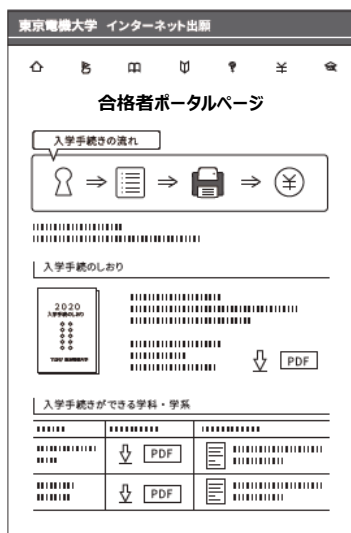 東京電機大学 インターネット出願
合格者ポータルページ
入学手続きの流れ
入学手続のしおり
2020
入学手続のしおり
PDF
入学手続きができる学科・学系
PDF
PDF